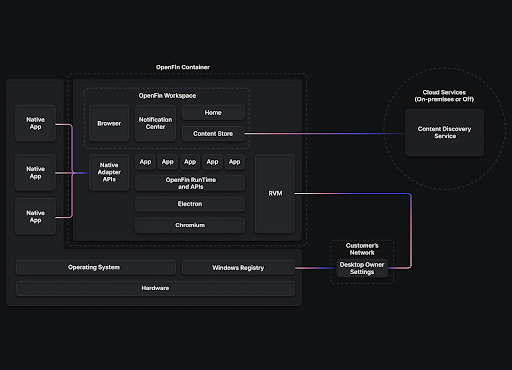 OpenFin Container
OpenFin Workspace
Browser
Notification
Center
Home
Content Store
Cloud Services
(On-premises or Off)
Content Discovery
Service
Native
App
Native
App
Native
App
Native
Adapter
APIs
App
App
App
App
App
OpenFin RunTime
and APIs
Electron
Chromium
RVM
Customer's
Network
Desktop Owner
Settings
Operating System
Windows Registry
Hardware